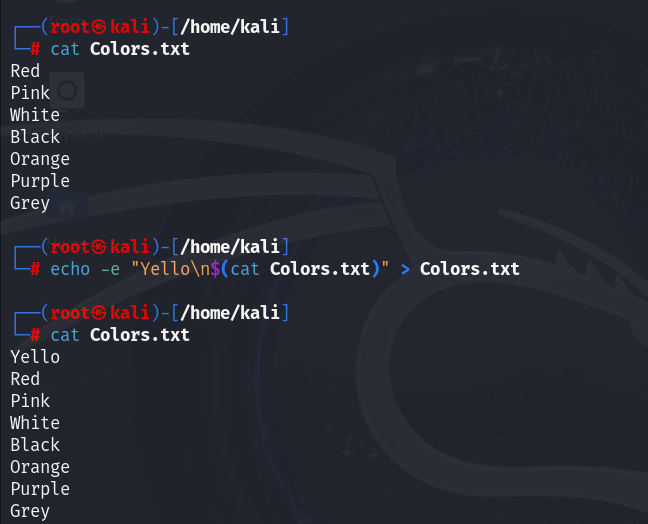 ┌──(root㉿kali)-[/home/kali]
└─# cat Colors.txt
Red
Pink
White
Black
Orange
Purple
Grey
┌──(root㉿kali)-[/home/kali]
└─# echo -e "Yello\n$(cat Colors.txt)" > Colors.txt
┌──(root㉿kali)-[/home/kali]
└─# cat Colors.txt
Yello
Red
Pink
White
Black
Orange
Purple
Grey